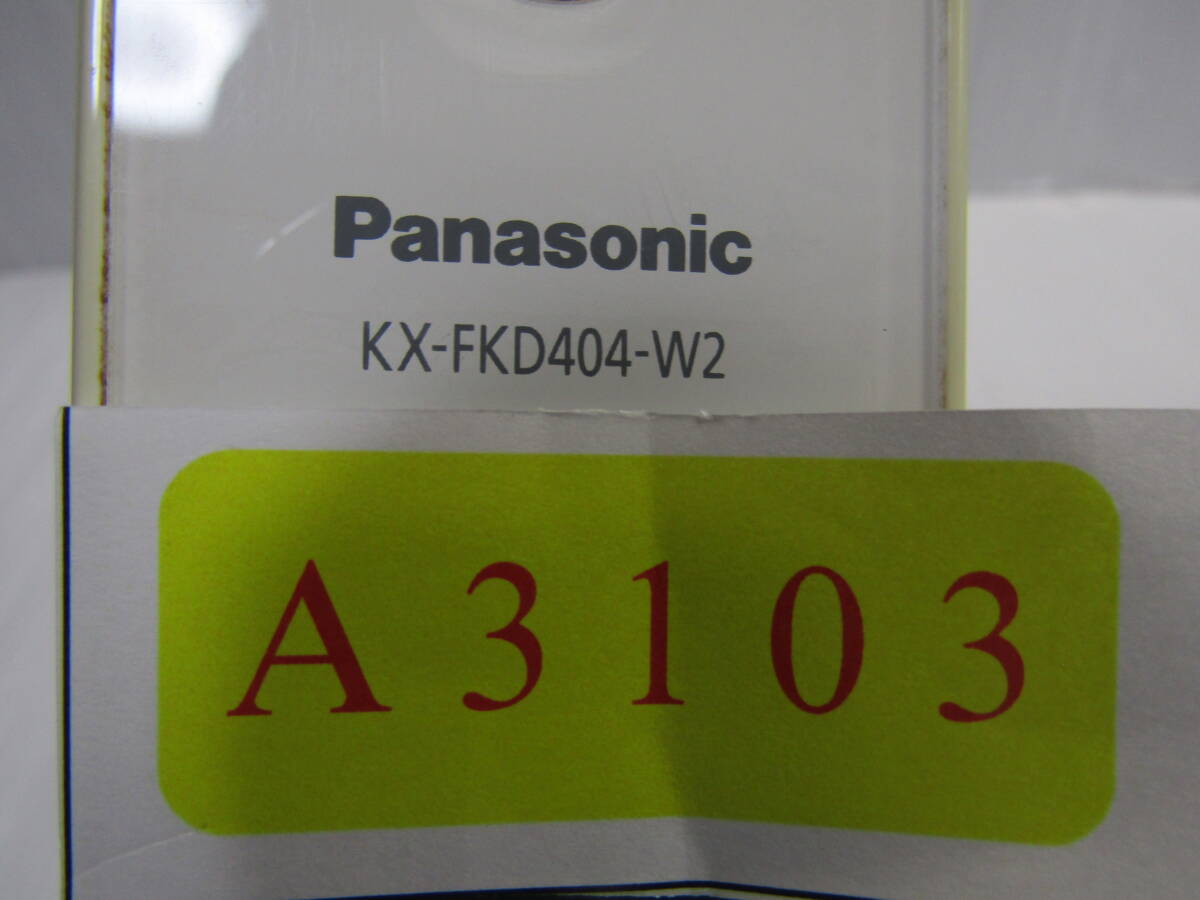 Panasonic
KX-FKD404-W2
A3103